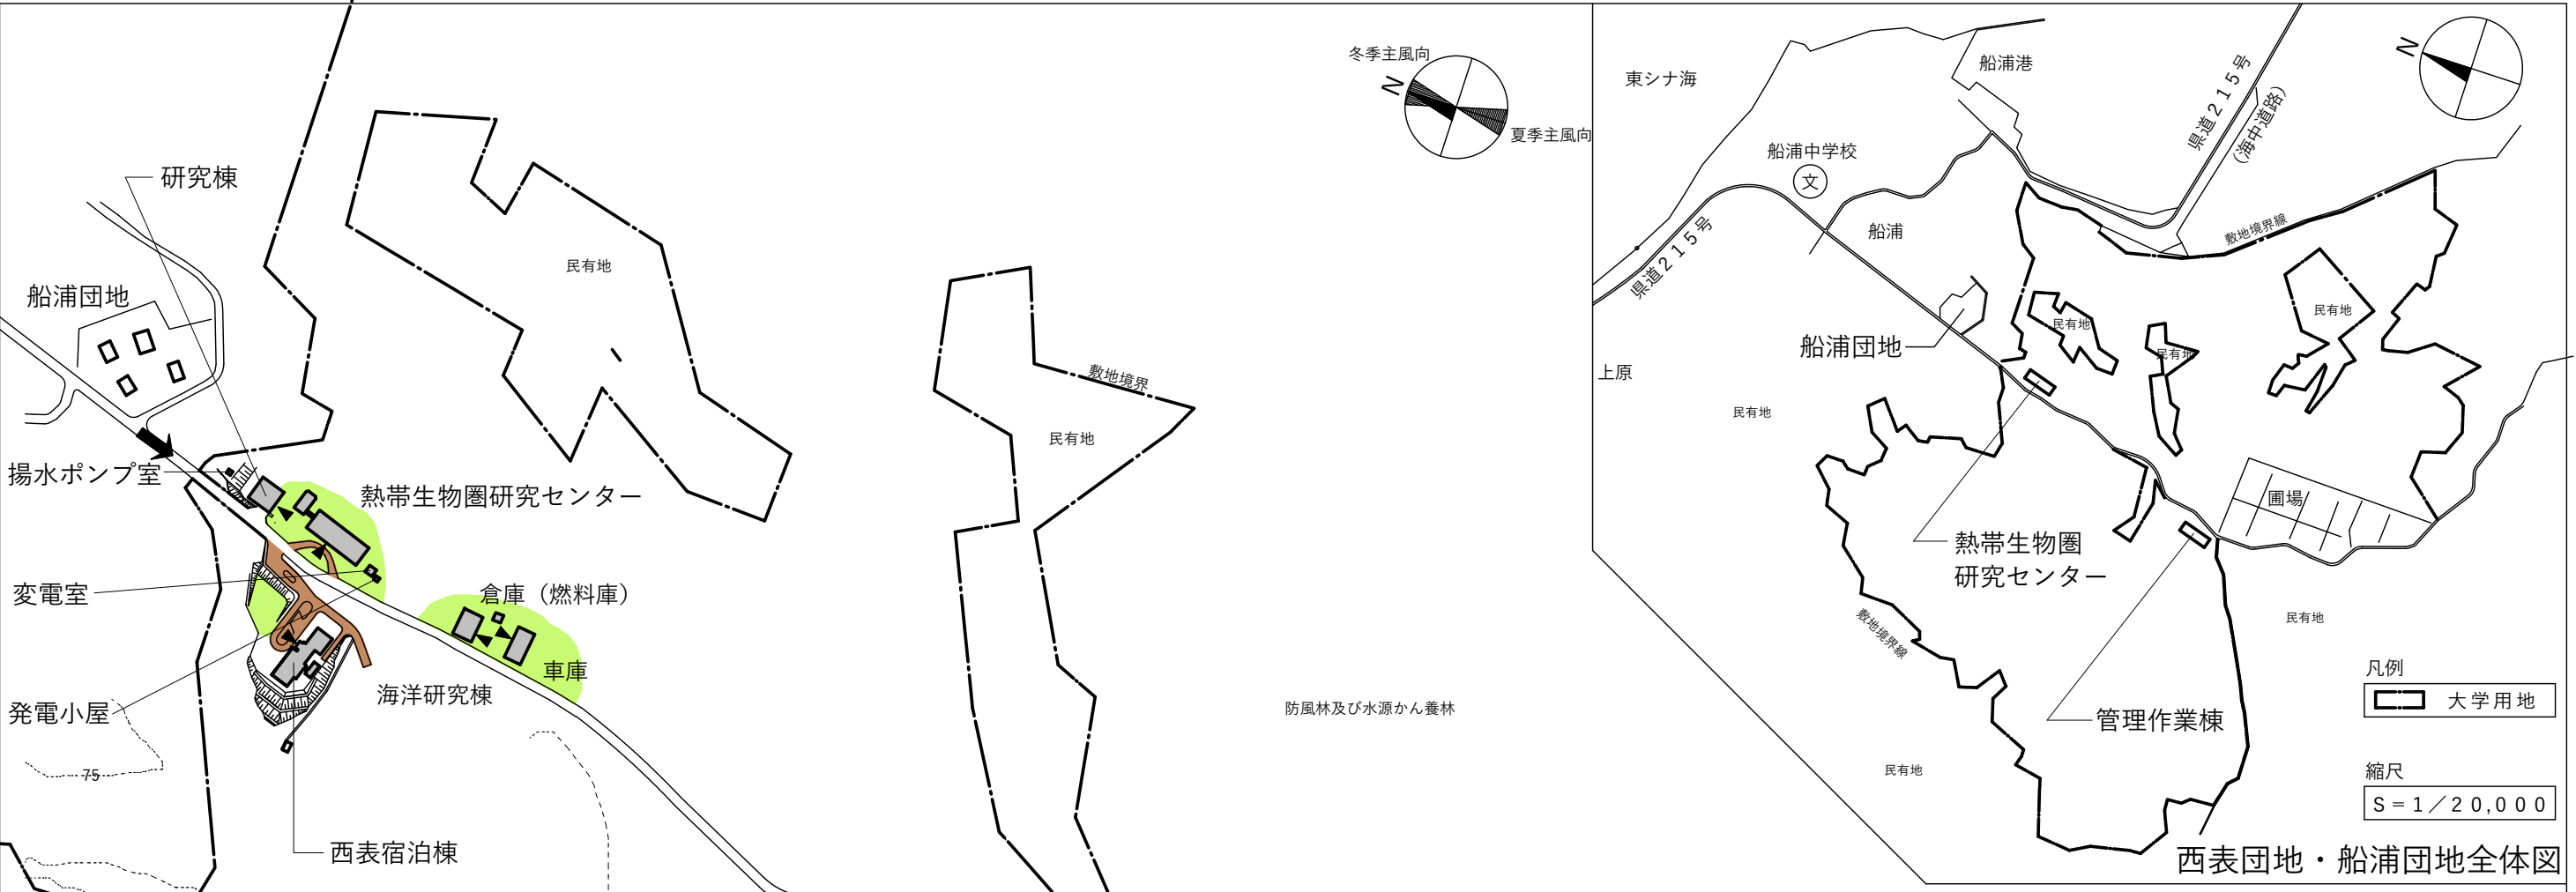 冬季主風向
N
夏季主風向
研究棟
民有地
船浦団地
敷地境界
民有地
揚水ポンプ室
熱帯生物圏研究センター
変電室
倉庫（燃料庫）
車庫
海洋研究棟
発電小屋
75
防風林及び水源かん養林
西表宿泊棟
東シナ海
船浦港
N
県道215号
(海中道路)
船浦中学校
文
船浦
県道215号
敷地境界線
民有地
民有地
民有地
船浦団地
上原
民有地
圃場
熱帯生物圏
研究センター
敷地境界線
民有地
凡例
大学用地
管理作業棟
民有地
縮尺
S＝1／20,000
西表団地・船浦団地全体図